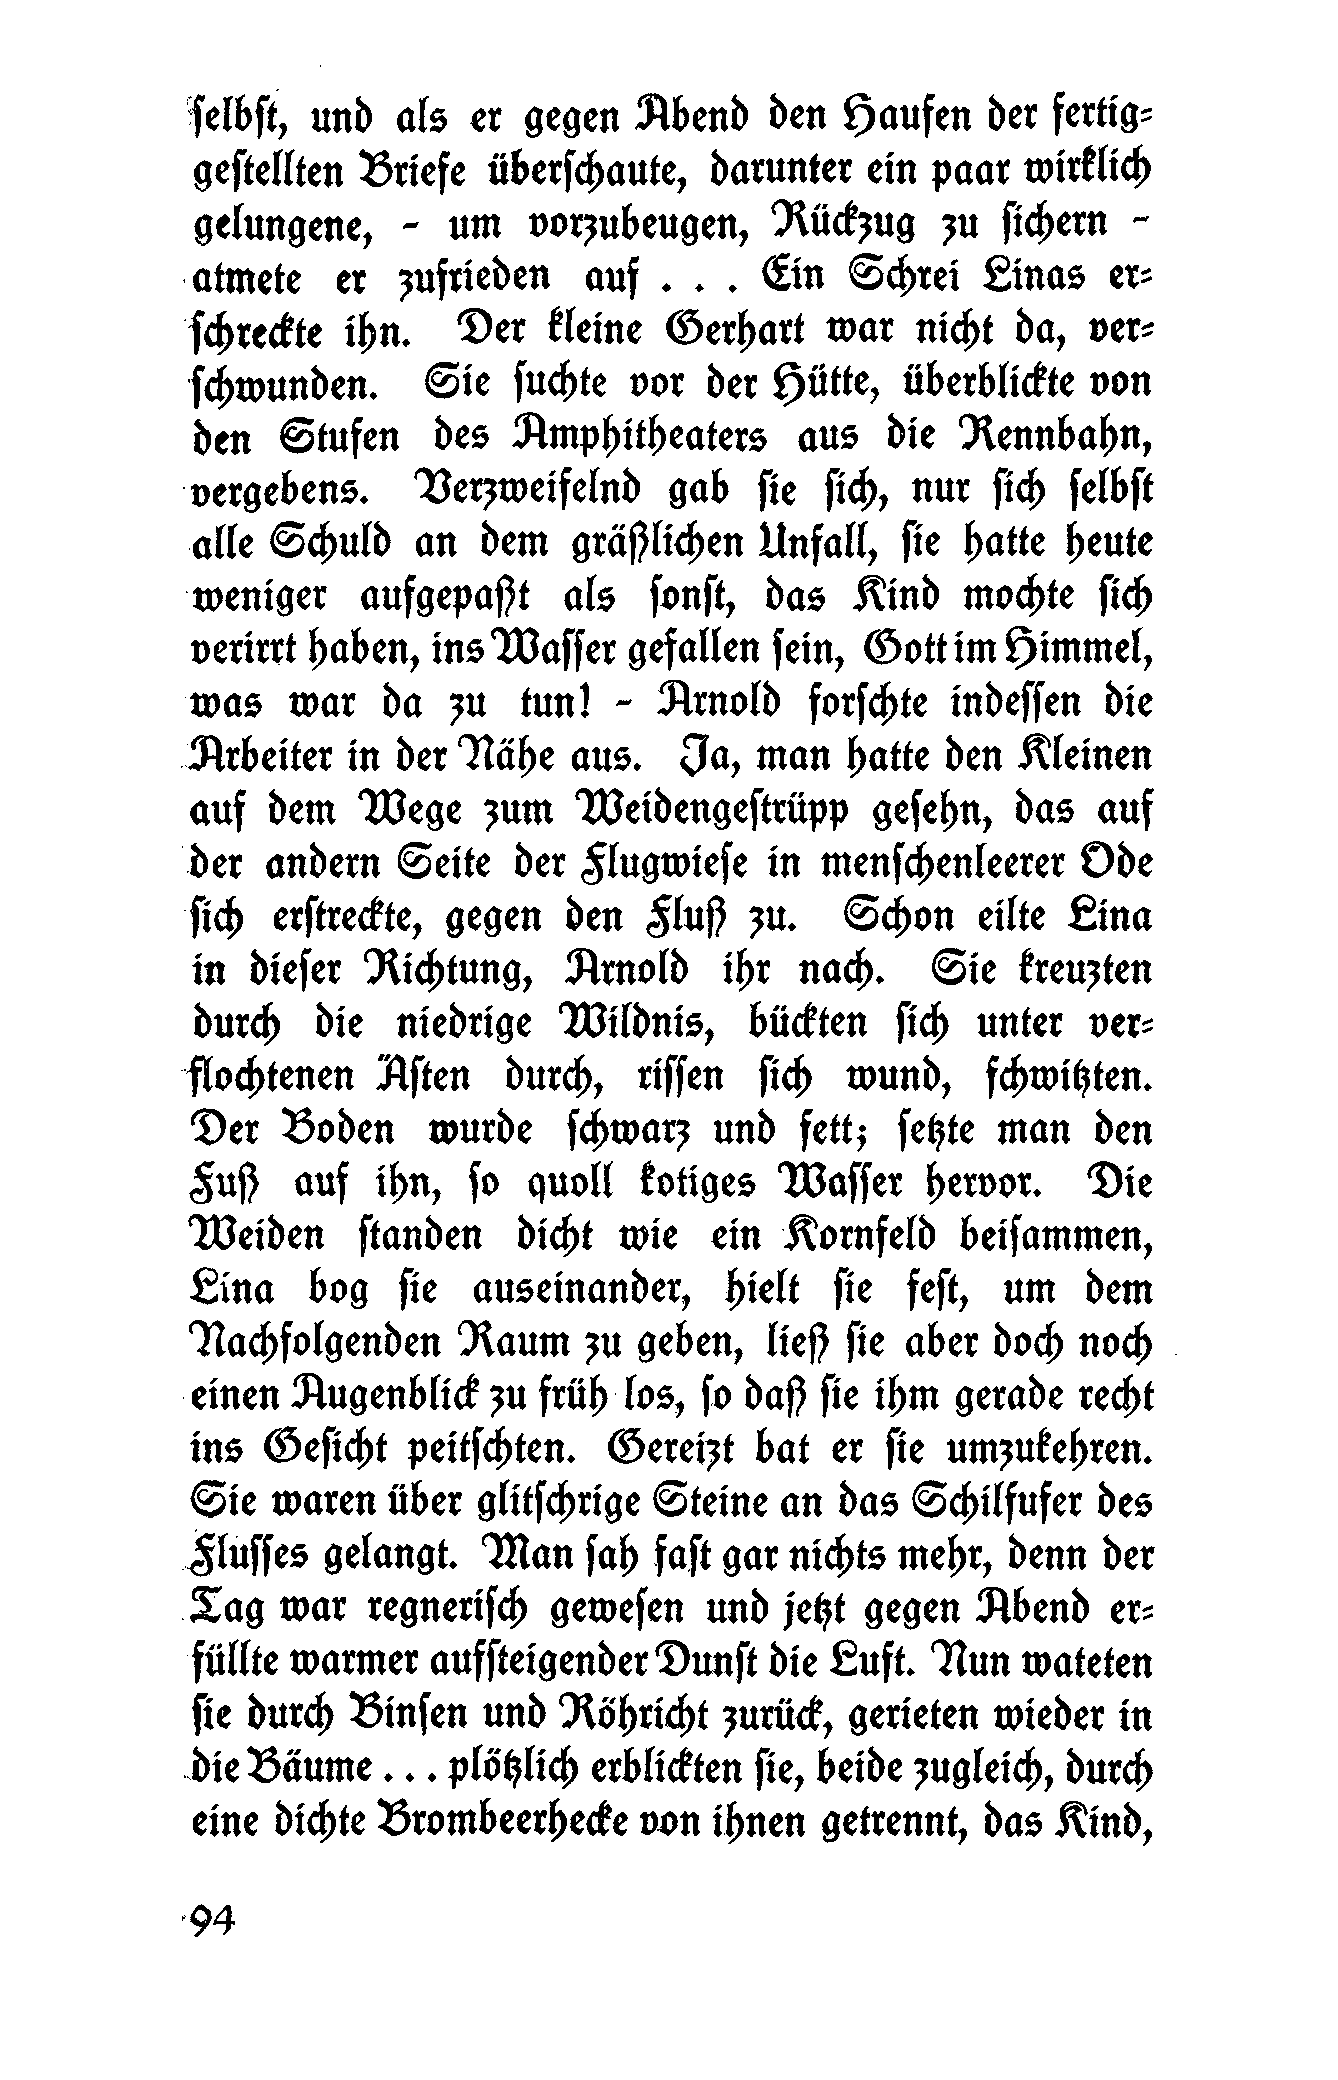 selbst, und als er gegen Abend den Haufen der fertig-
gestellten Briefe überschaute, darunter ein paar wirklich
gelungene, - um vorzubeugen, Rückzug zu sichern -
atmete er zufrieden auf . . . Ein Schrei Linas er-
schreckte ihn. Der kleine Gerhart war nicht da, ver-
schwunden. Sie suchte vor der Hütte, überblickte von
den Stufen des Amphitheaters aus die Rennbahn,
vergebens. Verzweifelnd gab sie sich, nur sich selbst
alle Schuld an dem gräßlichen Unfall, sie hatte heute
weniger aufgepaßt als sonst, das Kind mochte sich
verirrt haben, ins Wasser gefallen sein, Gott im Himmel,
was war da zu tun! - Arnold forschte indessen die
Arbeiter in der Nähe aus. Ja, man hatte den Kleinen
auf dem Wege zum Weidengestrüpp gesehn, das auf
der andern Seite der Flugwiese in menschenleerer Öde
sich erstreckte, gegen den Fluß zu. Schon eilte Lina
in dieser Richtung, Arnold ihr nach. Sie kreuzten
durch die niedrige Wildnis, bückten sich unter ver-
flochtenen Ästen durch, rissen sich wund, schwitzten.
Der Boden wurde schwarz und fett; setzte man den
Fuß auf ihn, so quoll kotiges Wasser hervor. Die
Weiden standen dicht wie ein Kornfeld beisammen,
Lina bog sie auseinander, hielt sie fest, um dem
Nachfolgenden Raum zu geben, ließ sie aber doch noch
einen Augenblick zu früh los, so daß sie ihm gerade recht
ins Gesicht peitschten. Gereizt bat er sie umzukehren.
Sie waren über glitschrige Steine an das Schilfufer des
Flusses gelangt. Man sah fast gar nichts mehr, denn der
Tag war regnerisch gewesen und jetzt gegen Abend er-
füllte warmer aufsteigender Dunst die Luft. Nun wateten
sie durch Binsen und Röhricht zurück, gerieten wieder in
die Bäume . . . plötzlich erblickten sie, beide zugleich, durch
eine dichte Brombeerhecke von ihnen getrennt, das Kind,
94